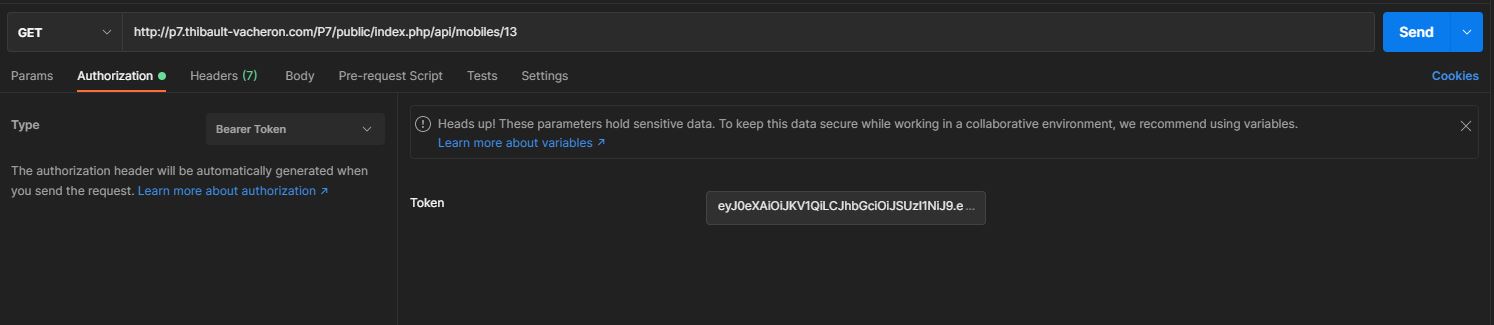 GET http://p7.thibault-vacheron.com/P7/public/index.php/api/mobiles/13 Send
Params Authorization Headers (7) Body Pre-request Script Tests Settings Cookies
Type Bearer Token
The authorization header will be automatically generated when
you send the request. Learn more about authorization ↗
Heads up! These parameters hold sensitive data. To keep this data secure while working in a collaborative environment, we recommend using variables.
Learn more about variables ↗
Token eyJ0eXAiOiJKV1QiLCJhbGciOiJSUzI1NiJ9.e ...